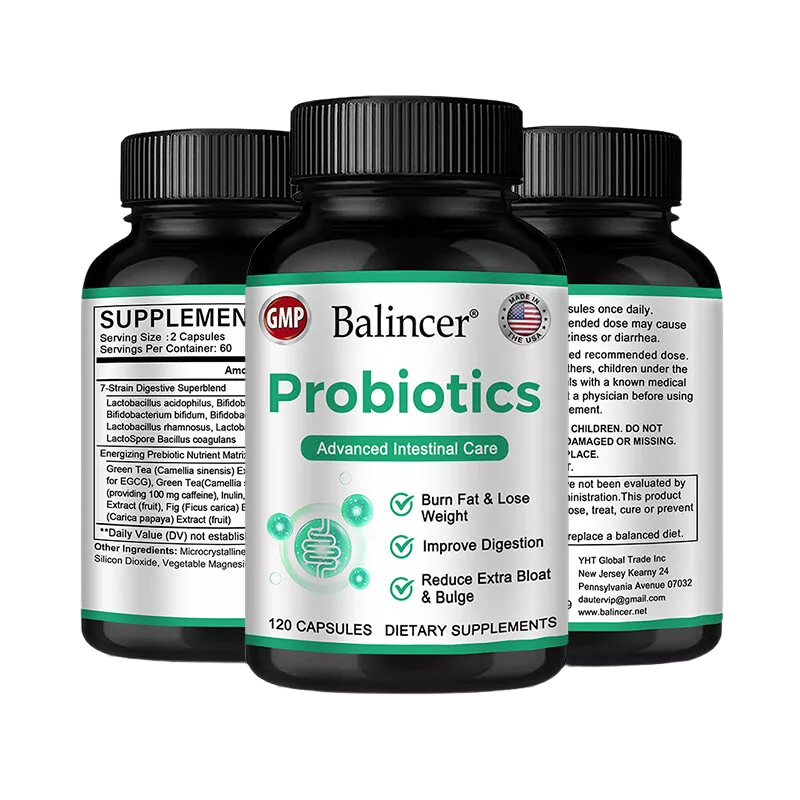 SUPPLEMEN
Serving Size :2 Capsules
Servings Per Container: 60
Amo
7-Strain Digestive Superblend
Lactobacillus acidophilus, Bifidob
Bifidobacterium bifidum, Bifidobac
Lactobacillus rhamnosus, Lactoba
LactoSpore Bacillus coagulans
Energizing Prebiotic Nutrient Matrix
Green Tea (Camellia sinensis) Ex
for EGCG), Green Tea(Camellia s
(providing 100 mg caffeine), Inulin,
Extract (fruit), Fig (Ficus carica) E
(Carica papaya) Extract (fruit)
**Daily Value (DV) not establis
Other Ingredients: Microcrystalline
Silicon Dioxide, Vegetable Magnesi
GMP
Balincer®
MADE IN
THE USA
Probiotics
Advanced Intestinal Care
Burn Fat & Lose
Weight
Improve Digestion
Reduce Extra Bloat
& Bulge
120 CAPSULES DIETARY SUPPLEMENTS
sules once daily.
ended dose may cause
ziness or diarrhea.
ed recommended dose.
thers, children under the
ls with a known medical
t a physician before using
ement.
CHILDREN. DO NOT
DAMAGED OR MISSING.
PLACE.
T.
ve not been evaluated by
inistration.This product
ose, treat, cure or prevent
replace a balanced diet.
YHT Global Trade Inc
New Jersey Kearny 24
Pennsylvania Avenue 07032
dautervip@gmail.com
9 www.balincer.net